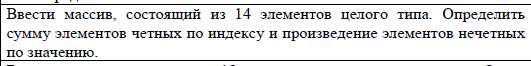 Ввести массив, состоящий из 14 элементов целого типа. Определить
сумму элементов четных по индексу и произведение элементов нечетных
по значению.